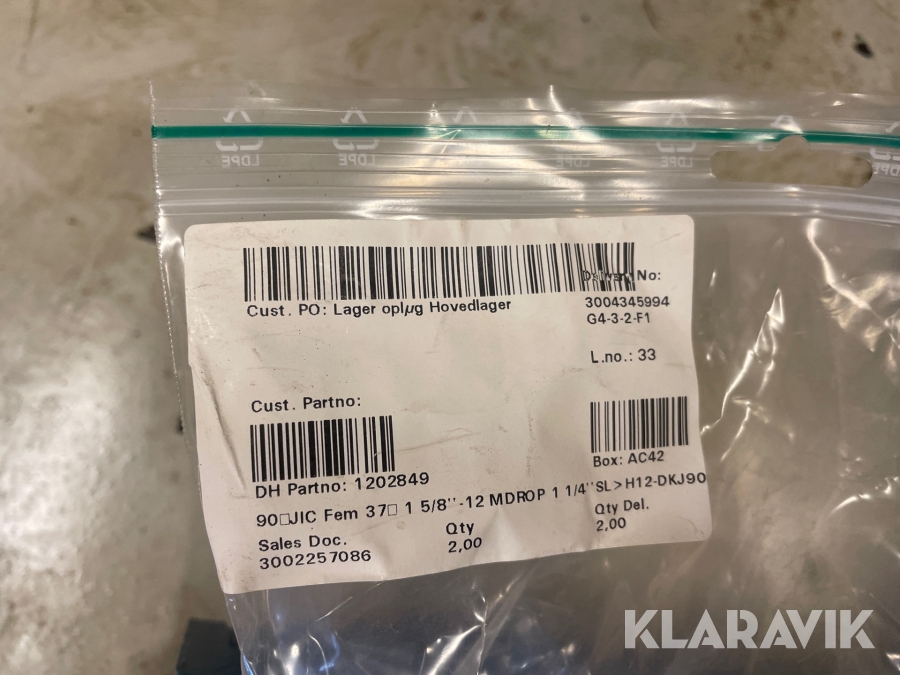 LDPE LDPE LDPE LDPE LDPE
Delivery No:
Cust. PO: Lager oplµg Hovedlager
3004345994
G4-3-2-F1
L.no.: 33
Cust. Partno:
DH Partno: 1202849
Box: AC42
90□JIC Fem 37□ 1 5/8''-12 MDROP 1 1/4''SL>H12-DKJ90
Sales Doc.
3002257086
Qty
2,00
Qty Del.
2,00
KLARAVIK